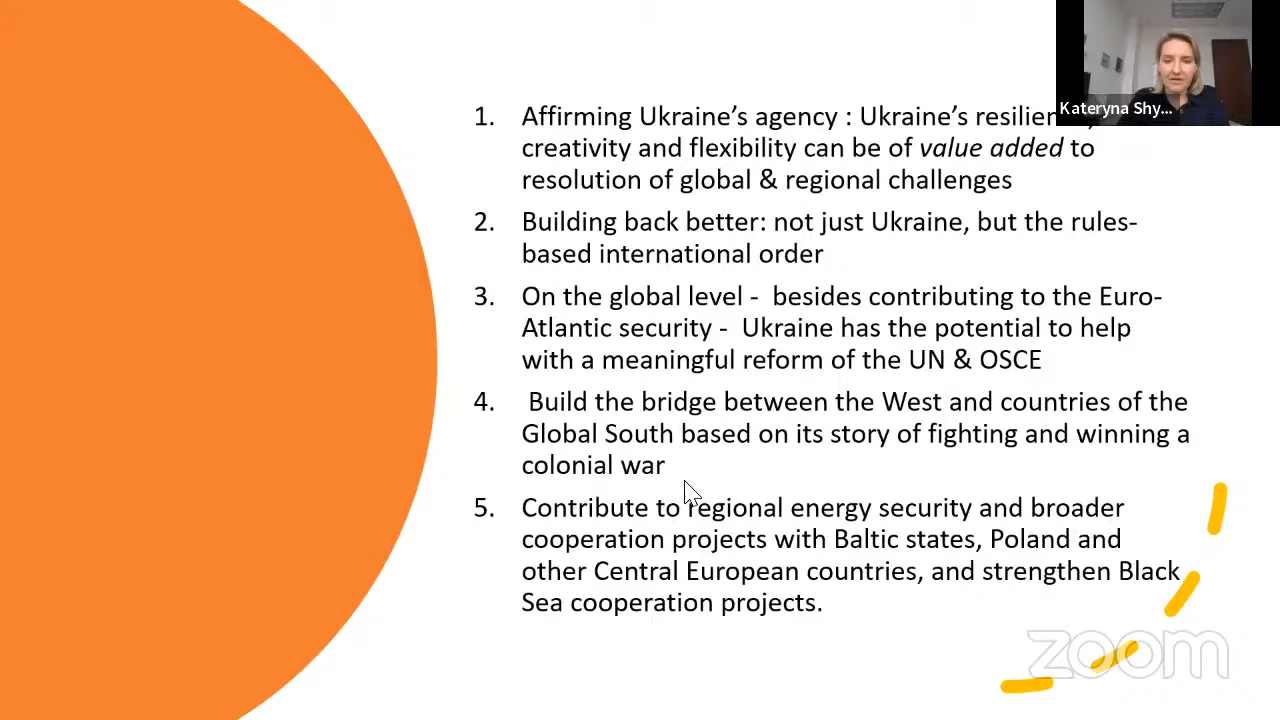 1. Affirming Ukraine’s agency : Ukraine’s
creativity and flexibility can be of value added to
resolution of global & regional challenges
2. Building back better: not just Ukraine, but the rules-
based international order
3. On the global level - besides contributing to the Euro-
Atlantic security - Ukraine has the potential to help
with a meaningful reform of the UN & OSCE
4. Build the bridge between the West and countries of the
Global South based on its story of fighting and winning a
colonial war
5. Contribute to regional energy security and broader
cooperation projects with Baltic states, Poland and
other Central European countries, and strengthen Black
Sea cooperation projects.
Kateryna Shy...
zoom